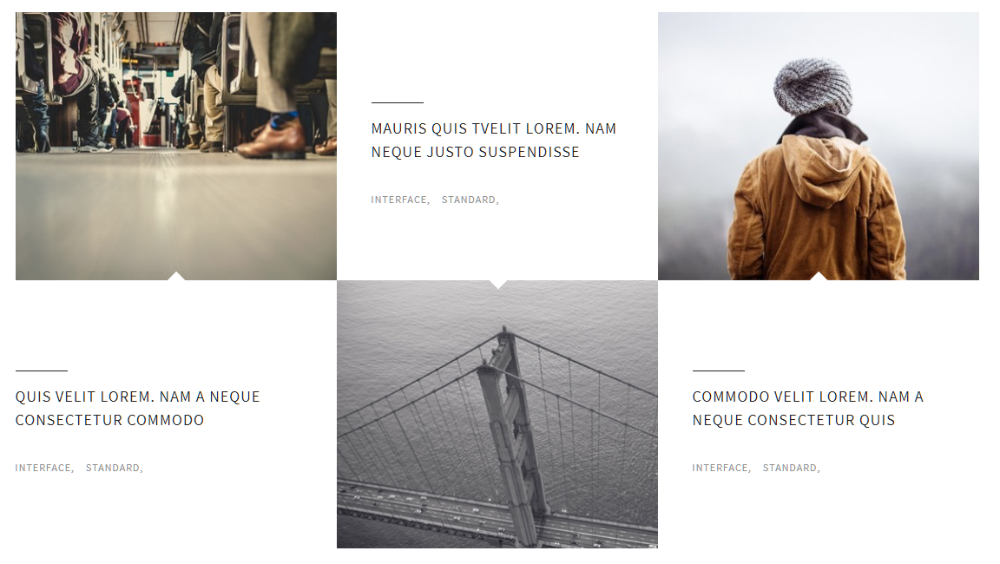 MAURIS QUIS TVELIT LOREM. NAM
NEQUE JUSTO SUSPENDISSE
INTERFACE, STANDARD,
QUIS VELIT LOREM. NAM A NEQUE
CONSECTETUR COMMODO
INTERFACE, STANDARD,
COMMODO VELIT LOREM. NAM A
NEQUE CONSECTETUR QUIS
INTERFACE, STANDARD,